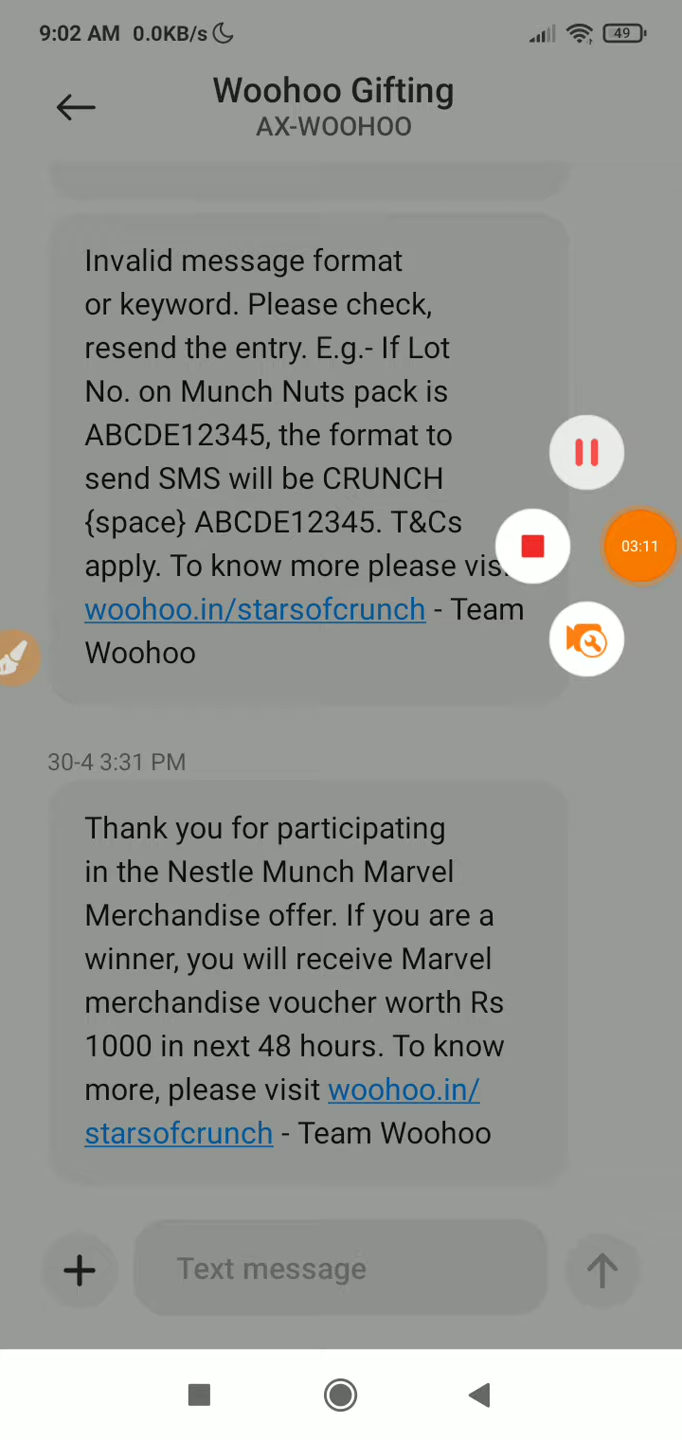 9:02 AM 0.0KB/s 49
Woohoo Gifting
AX-WOOHOO
Invalid message format
or keyword. Please check,
resend the entry. E.g.- If Lot
No. on Munch Nuts pack is
ABCDE12345, the format to
send SMS will be CRUNCH
{space} ABCDE12345. T&Cs
apply. To know more please vis
03:11
woohoo.in/starsofcrunch - Team
Woohoo
30-4 3:31 PM
Thank you for participating
in the Nestle Munch Marvel
Merchandise offer. If you are a
winner, you will receive Marvel
merchandise voucher worth Rs
1000 in next 48 hours. To know
more, please visit woohoo.in/
starsofcrunch - Team Woohoo
Text message